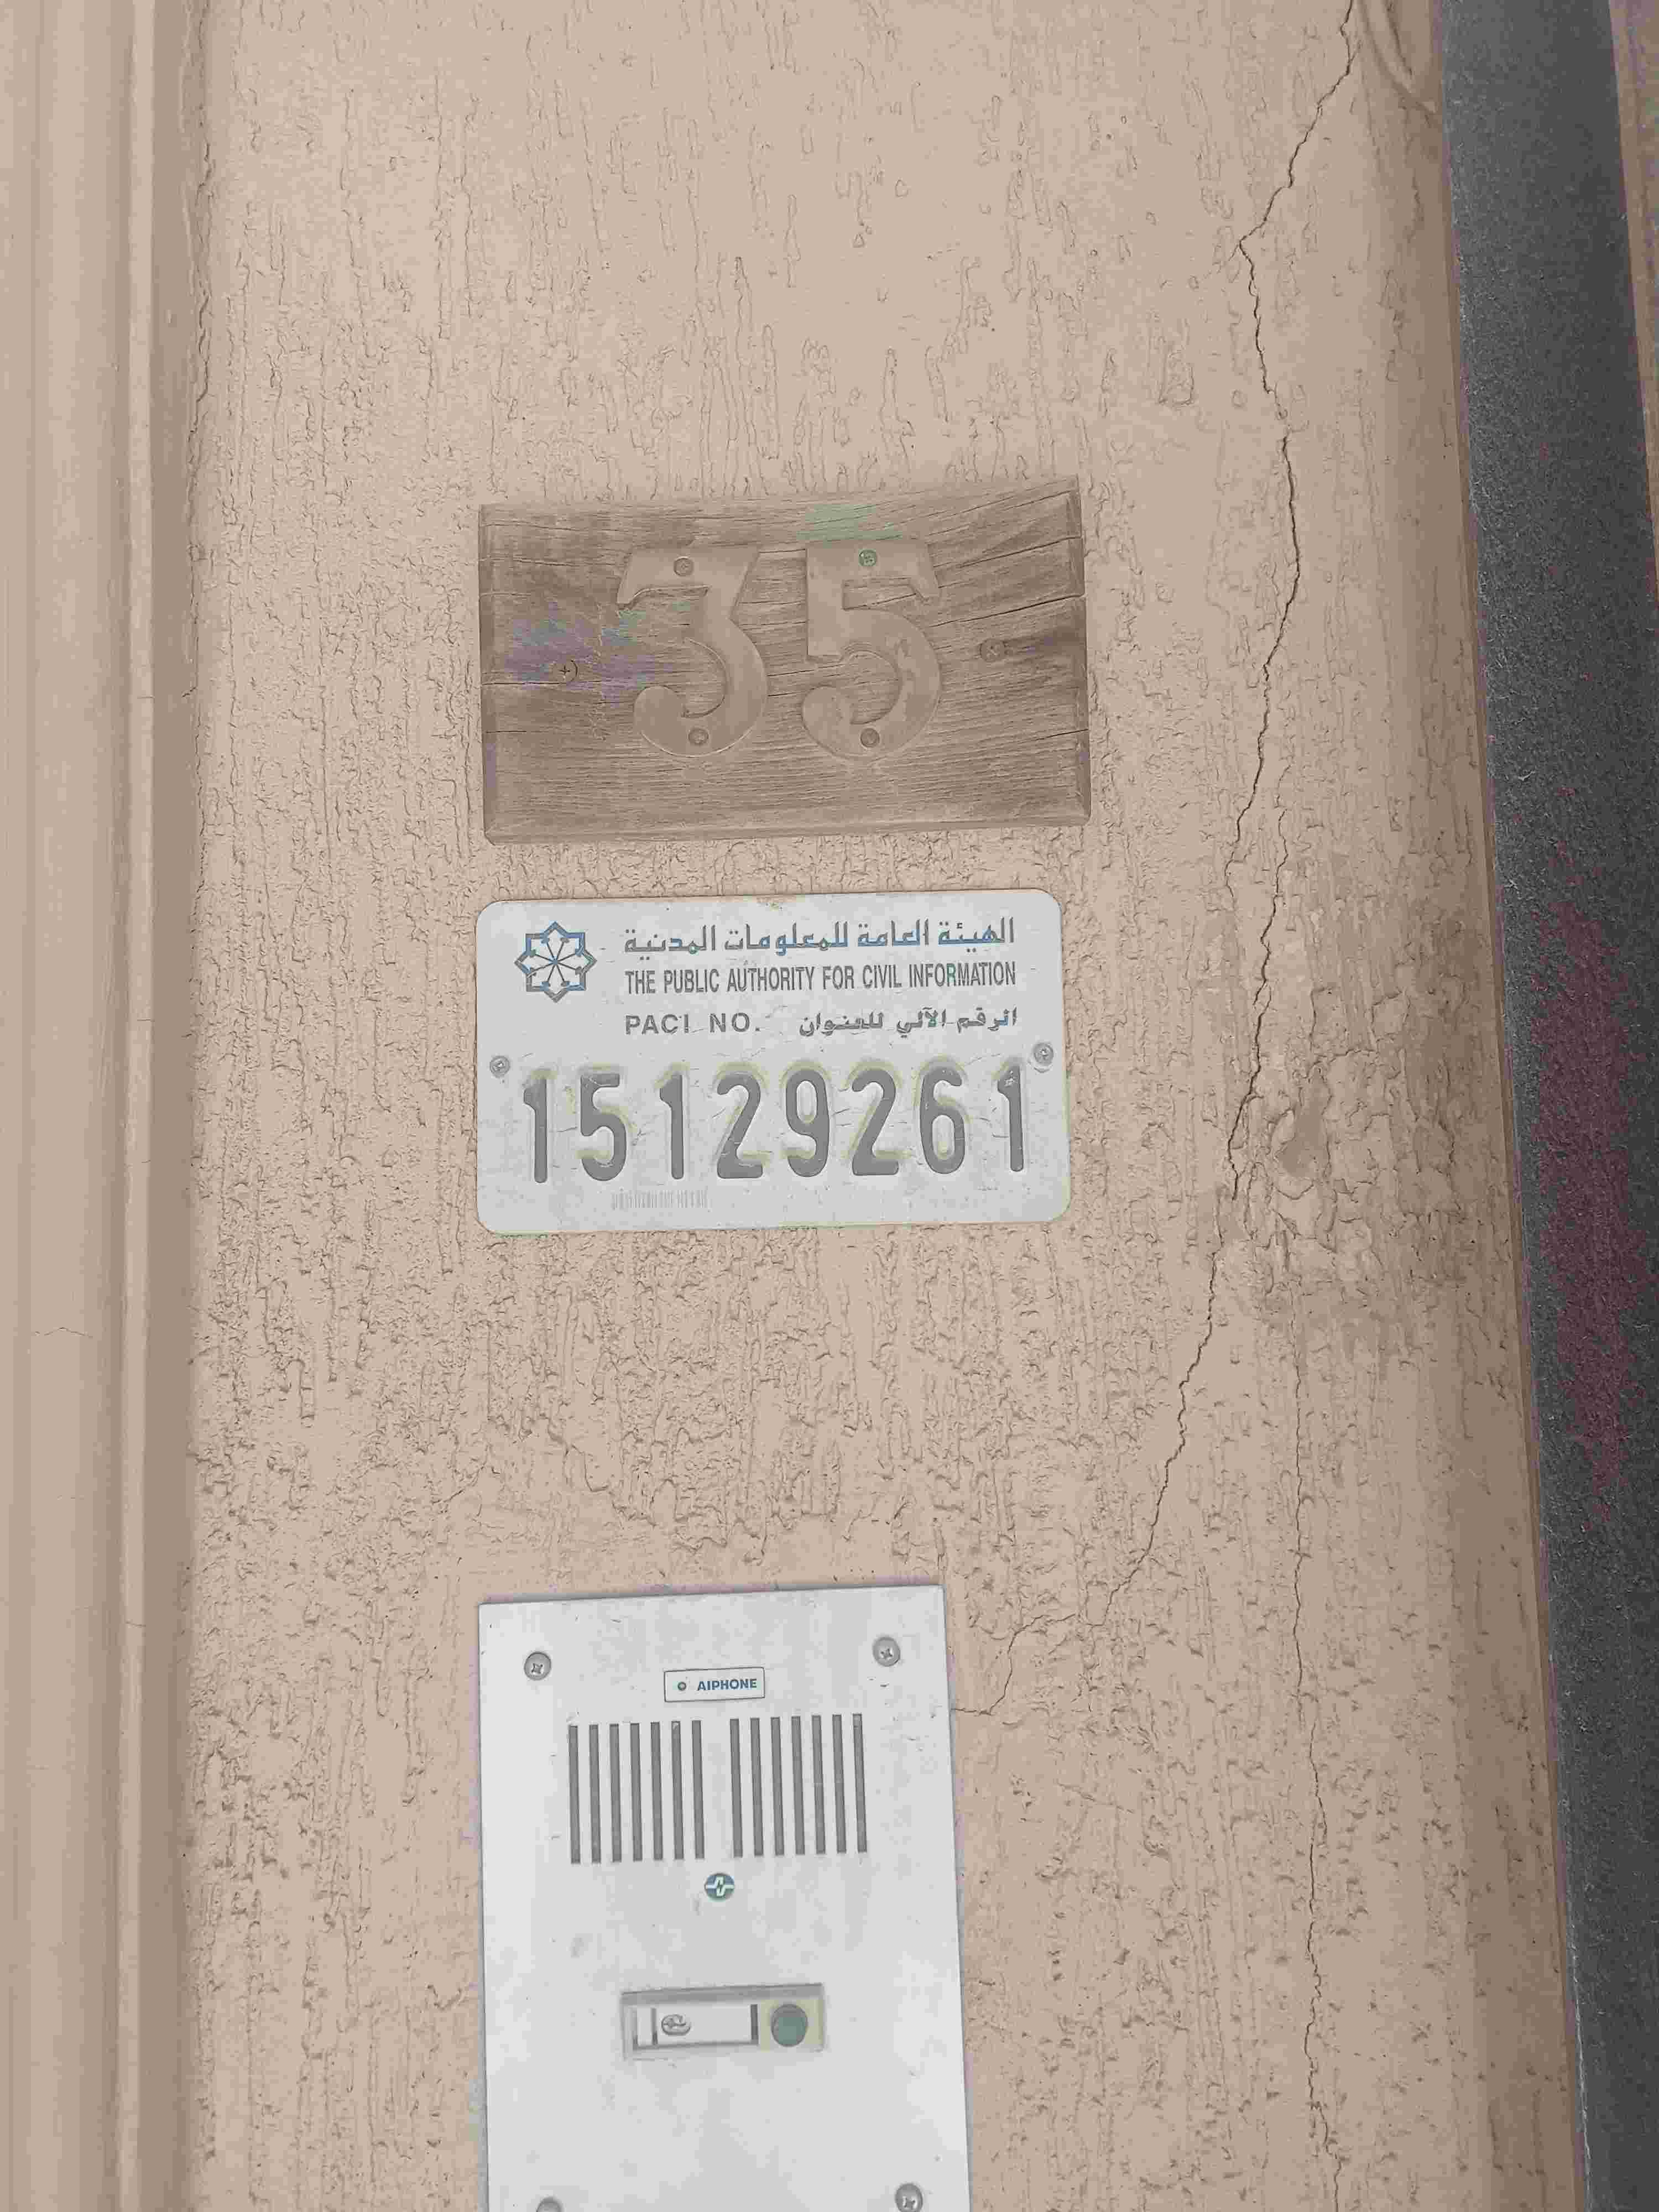 35
الهيئة العامة للمعلومات المدنية
THE PUBLIC AUTHORITY FOR CIVIL INFORMATION
PACI NO. الرقم الآلي للعنوان
15129261
AIPHONE